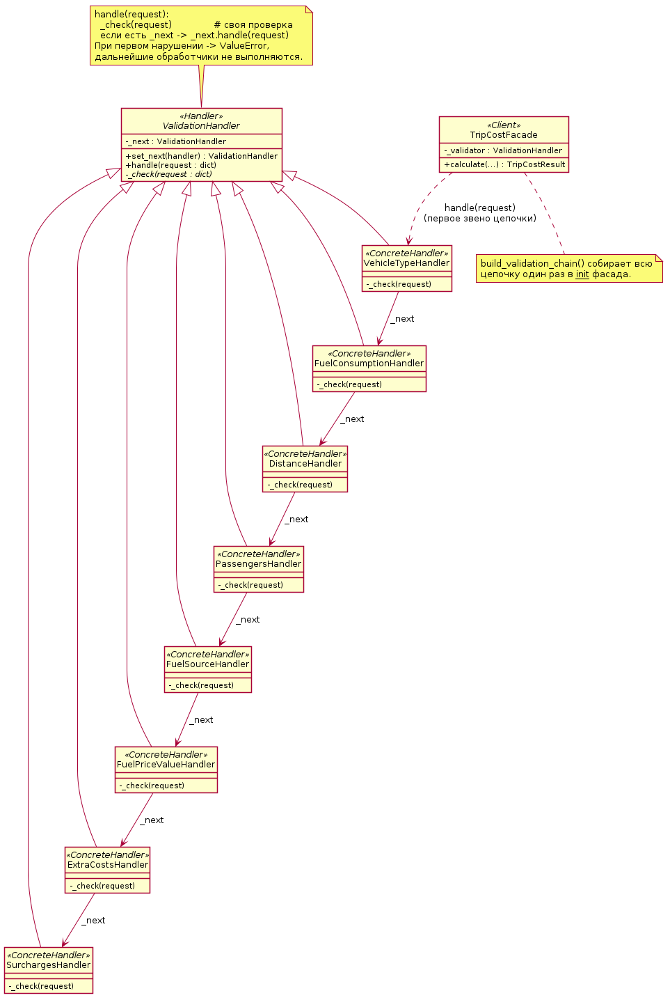 handle(request):
_check(request) # своя проверка
если есть _next -> _next.handle(request)
При первом нарушении -> ValueError,
дальнейшие обработчики не выполняются.
«Handler»
ValidationHandler
-_next : ValidationHandler
+set_next(handler) : ValidationHandler
+handle(request : dict)
-_check(request : dict)
«Client»
TripCostFacade
-_validator : ValidationHandler
+calculate(...) : TripCostResult
handle(request)
(первое звено цепочки)
build_validation_chain() собирает всю
цепочку один раз в init фасада.
«ConcreteHandler»
VehicleTypeHandler
-_check(request)
_next
«ConcreteHandler»
FuelConsumptionHandler
-_check(request)
_next
«ConcreteHandler»
DistanceHandler
-_check(request)
_next
«ConcreteHandler»
PassengersHandler
-_check(request)
_next
«ConcreteHandler»
FuelSourceHandler
-_check(request)
_next
«ConcreteHandler»
FuelPriceValueHandler
-_check(request)
_next
«ConcreteHandler»
ExtraCostsHandler
-_check(request)
_next
«ConcreteHandler»
SurchargesHandler
-_check(request)